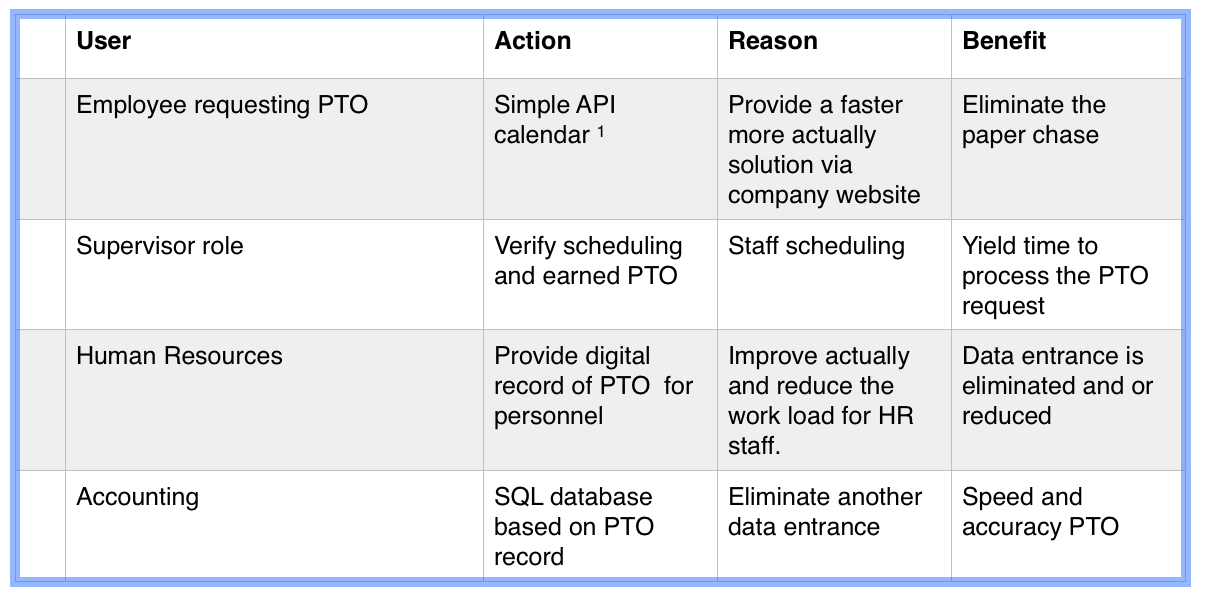 User Action Reason Benefit
Employee requesting PTO
Simple API
calendar ¹
Provide a faster
more actually
solution via
company website
Eliminate the
paper chase
Supervisor role
Verify scheduling
and earned PTO
Staff scheduling
Yield time to
process the PTO
request
Human Resources
Provide digital
record of PTO  for
personnel
Improve actually
and reduce the
work load for HR
staff.
Data entrance is
eliminated and or
reduced
Accounting
SQL database
based on PTO
record
Eliminate another
data entrance
Speed and
accuracy PTO